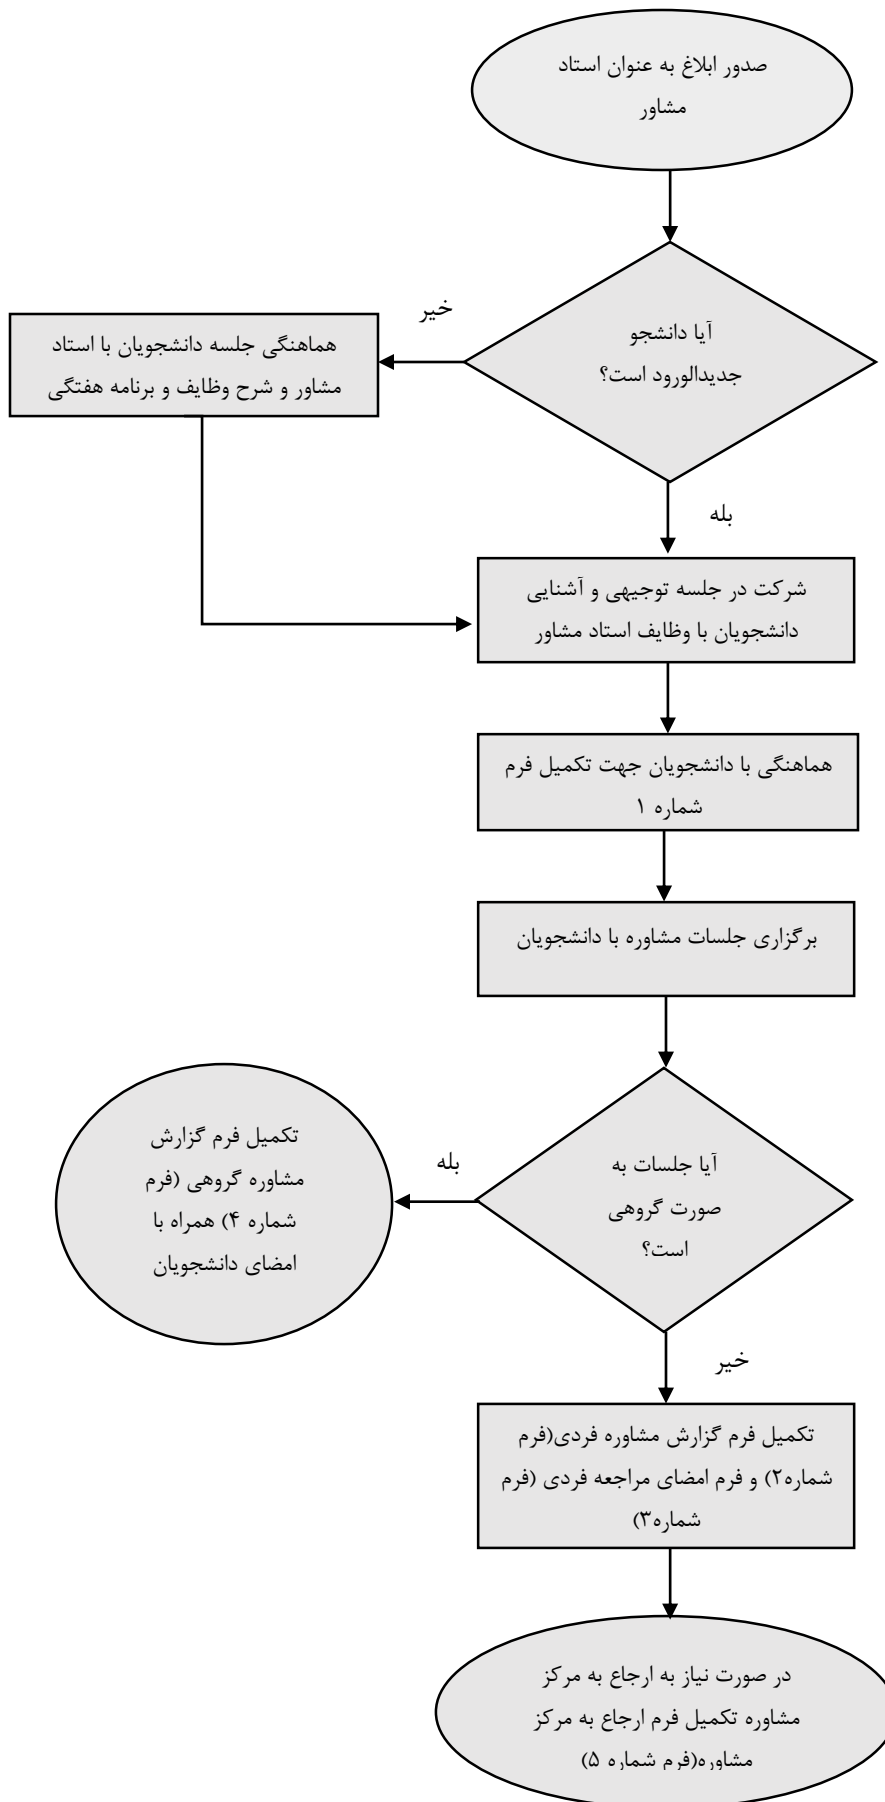 صدور ابلاغ به عنوان استاد
مشاور
آیا دانشجو
جدیدالورود است؟
خیر
هماهنگی جلسه دانشجویان با استاد
مشاور و شرح وظایف و برنامه هفتگی
بله
شرکت در جلسه توجیهی و آشنایی
دانشجویان با وظایف استاد مشاور
هماهنگی با دانشجویان جهت تکمیل فرم
شماره ۱
برگزاری جلسات مشاوره با دانشجویان
آیا جلسات به
صورت گروهی
است؟
بله
تکمیل فرم گزارش
مشاوره گروهی (فرم
شماره ۴) همراه با
امضای دانشجویان
خیر
تکمیل فرم گزارش مشاوره فردی(فرم
شماره۲) و فرم امضای مراجعه فردی (فرم
شماره۳)
در صورت نیاز به ارجاع به مرکز
مشاوره تکمیل فرم ارجاع به مرکز
مشاوره(فرم شماره ۵)